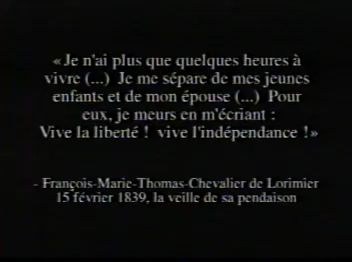 «Je n'ai plus que quelques heures à
vivre (...) Je me sépare de mes jeunes
enfants et de mon épouse (...) Pour
eux, je meurs en m'écriant :
Vive la liberté ! vive l'indépendance !»
- François-Marie-Thomas-Chevalier de Lorimier
15 février 1839, la veille de sa pendaison